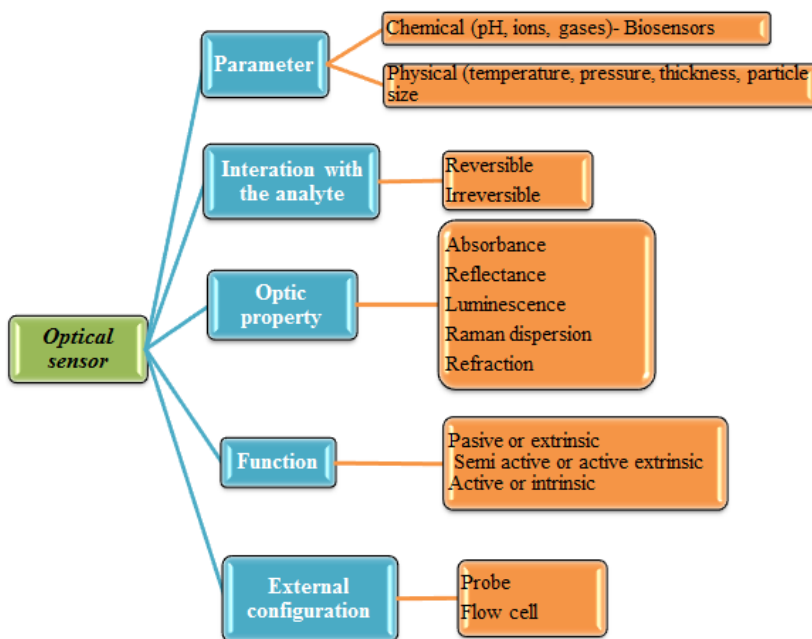 Optical
sensor
Parameter
Chemical (pH, ions, gases)- Biosensors
Physical (temperature, pressure, thickness, particle
size
Interation with
the analyte
Reversible
Irreversible
Optic
property
Absorbance
Reflectance
Luminescence
Raman dispersion
Refraction
Function
Pasive or extrinsic
Semi active or active extrinsic
Active or intrinsic
External
configuration
Probe
Flow cell